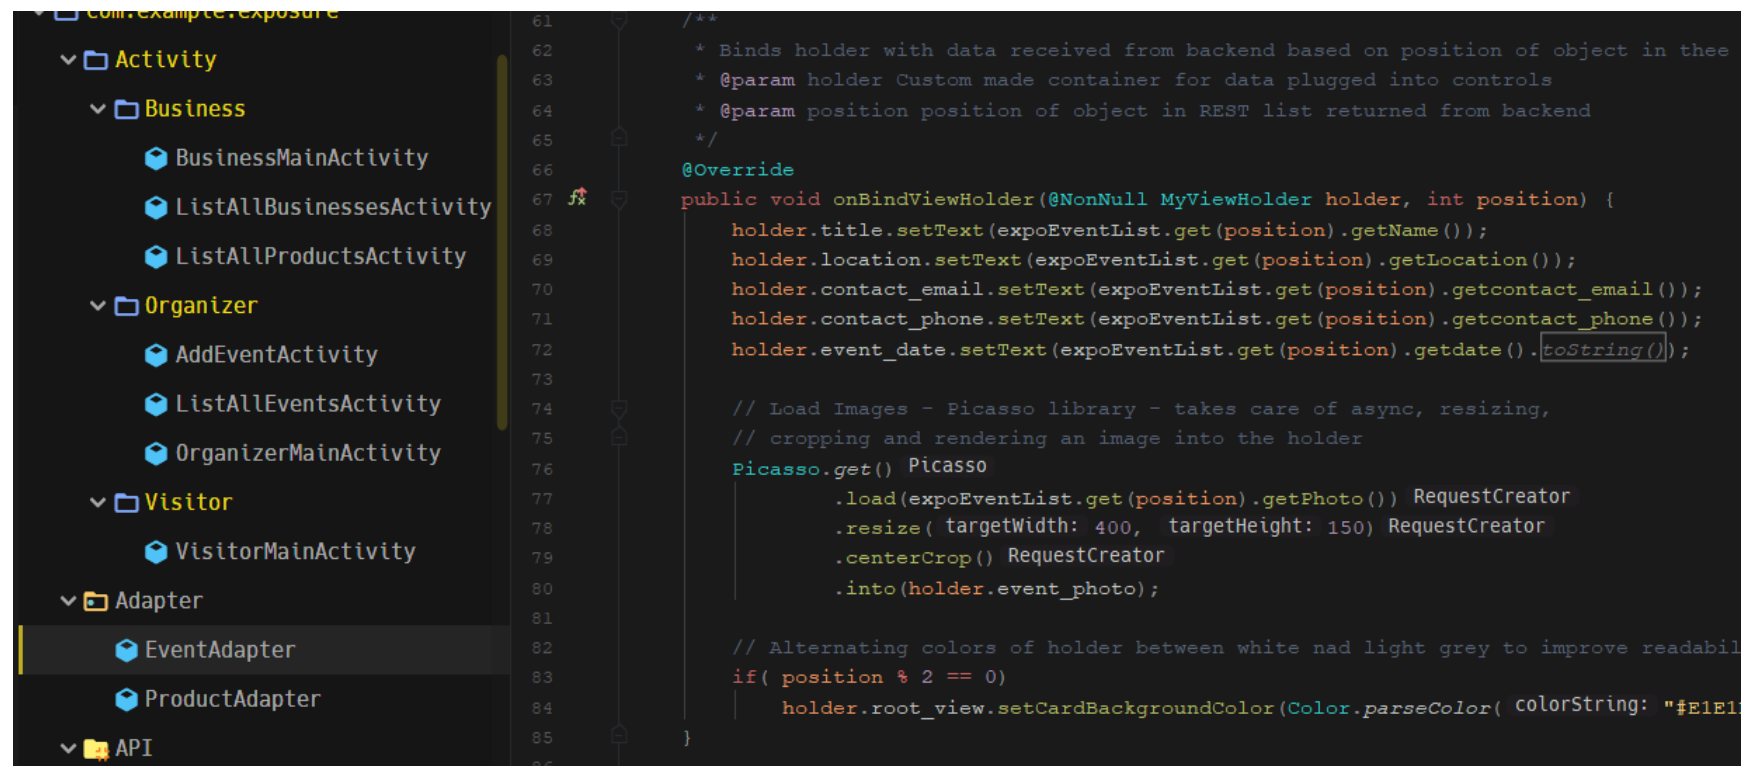 com.example.exposure
Activity
Business
BusinessMainActivity
ListAllBusinessesActivity
ListAllProductsActivity
Organizer
AddEventActivity
ListAllEventsActivity
OrganizerMainActivity
Visitor
VisitorMainActivity
Adapter
EventAdapter
ProductAdapter
API
61 /**
62 * Binds holder with data received from backend based on position of object in thee
63 * @param holder Custom made container for data plugged into controls
64 * @param position position of object in REST list returned from backend
65 */
66 @Override
67 public void onBindViewHolder(@NonNull MyViewHolder holder, int position) {
68 holder.title.setText(expoEventList.get(position).getName());
69 holder.location.setText(expoEventList.get(position).getLocation());
70 holder.contact_email.setText(expoEventList.get(position).getcontact_email());
71 holder.contact_phone.setText(expoEventList.get(position).getcontact_phone());
72 holder.event_date.setText(expoEventList.get(position).getdate().toString());
73
74 // Load Images - Picasso library - takes care of async, resizing,
75 // cropping and rendering an image into the holder
76 Picasso.get() Picasso
77 .load(expoEventList.get(position).getPhoto()) RequestCreator
78 .resize( targetWidth: 400, targetHeight: 150) RequestCreator
79 .centerCrop() RequestCreator
80 .into(holder.event_photo);
81
82 // Alternating colors of holder between white nad light grey to improve readabil
83 if( position % 2 == 0)
84 holder.root_view.setCardBackgroundColor(Color.parseColor( colorString: "#E1E1
85 }